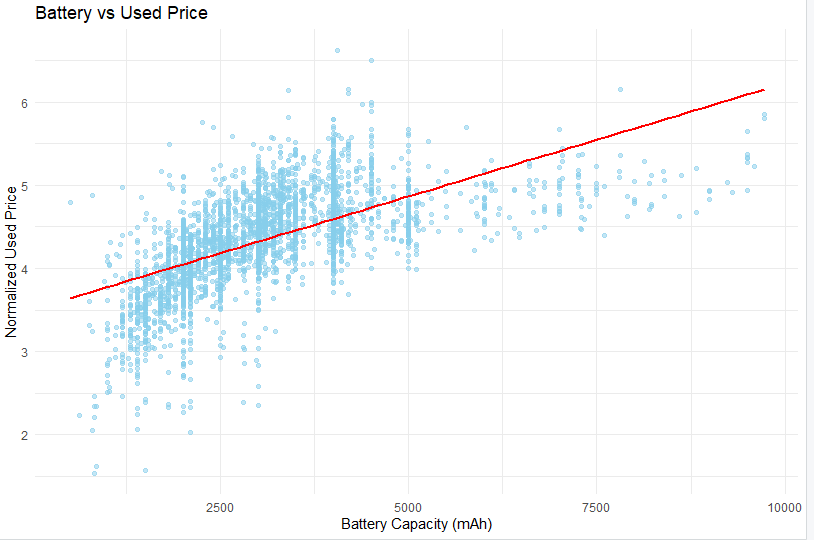 Battery vs Used Price
Normalized Used Price
6
5
4
3
2
2500 5000 7500 10000
Battery Capacity (mAh)